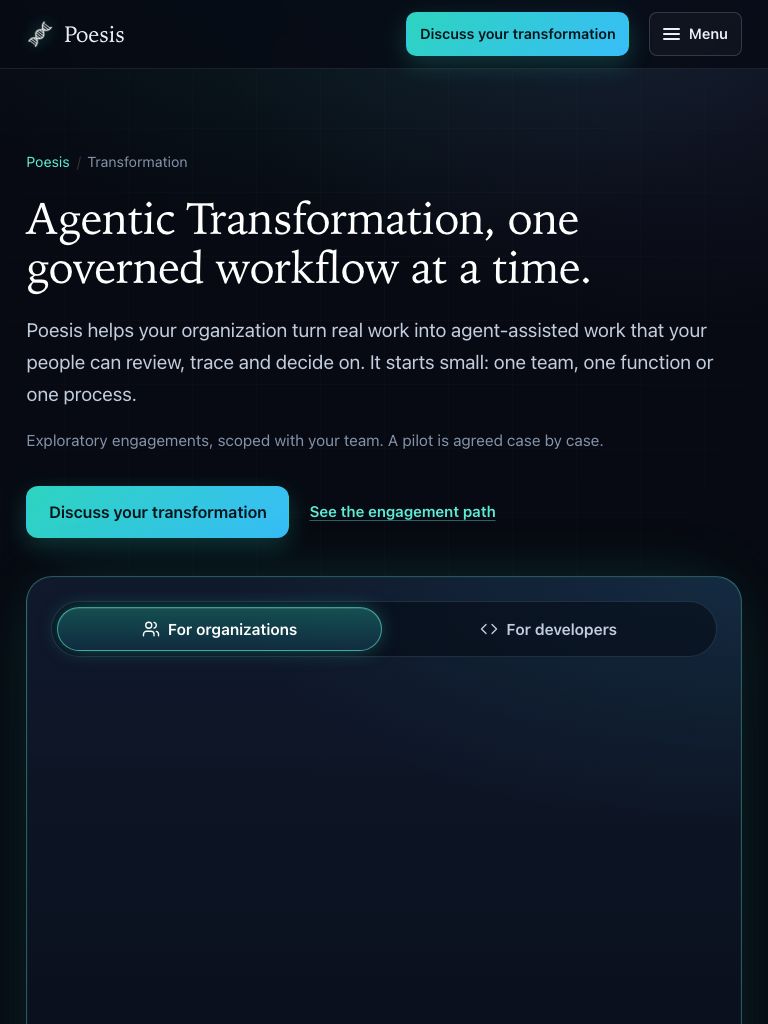 Poesis
Discuss your transformation
Menu
Poesis / Transformation
Agentic Transformation, one
governed workflow at a time.
Poesis helps your organization turn real work into agent-assisted work that your
people can review, trace and decide on. It starts small: one team, one function or
one process.
Exploratory engagements, scoped with your team. A pilot is agreed case by case.
Discuss your transformation
See the engagement path
For organizations
For developers